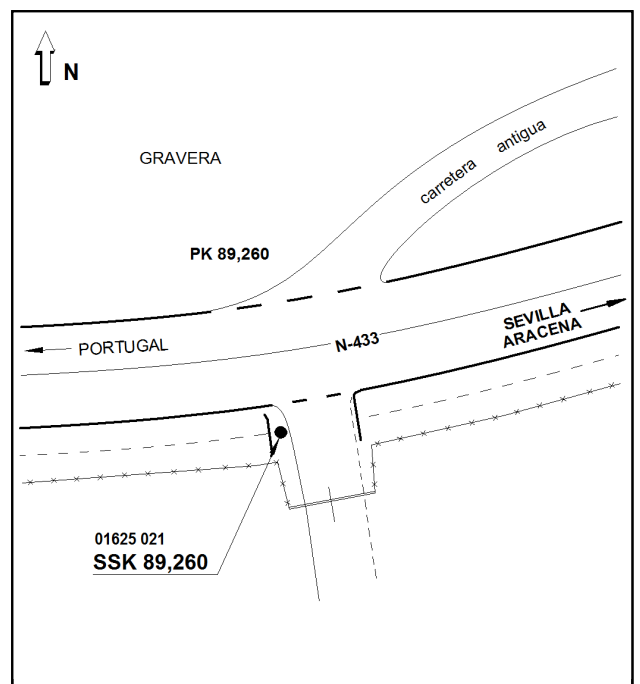 N
GRAVERA
carretera antigua
PK 89,260
SEVILLA
ARACENA
PORTUGAL
N-433
01625 021
SSK 89,260